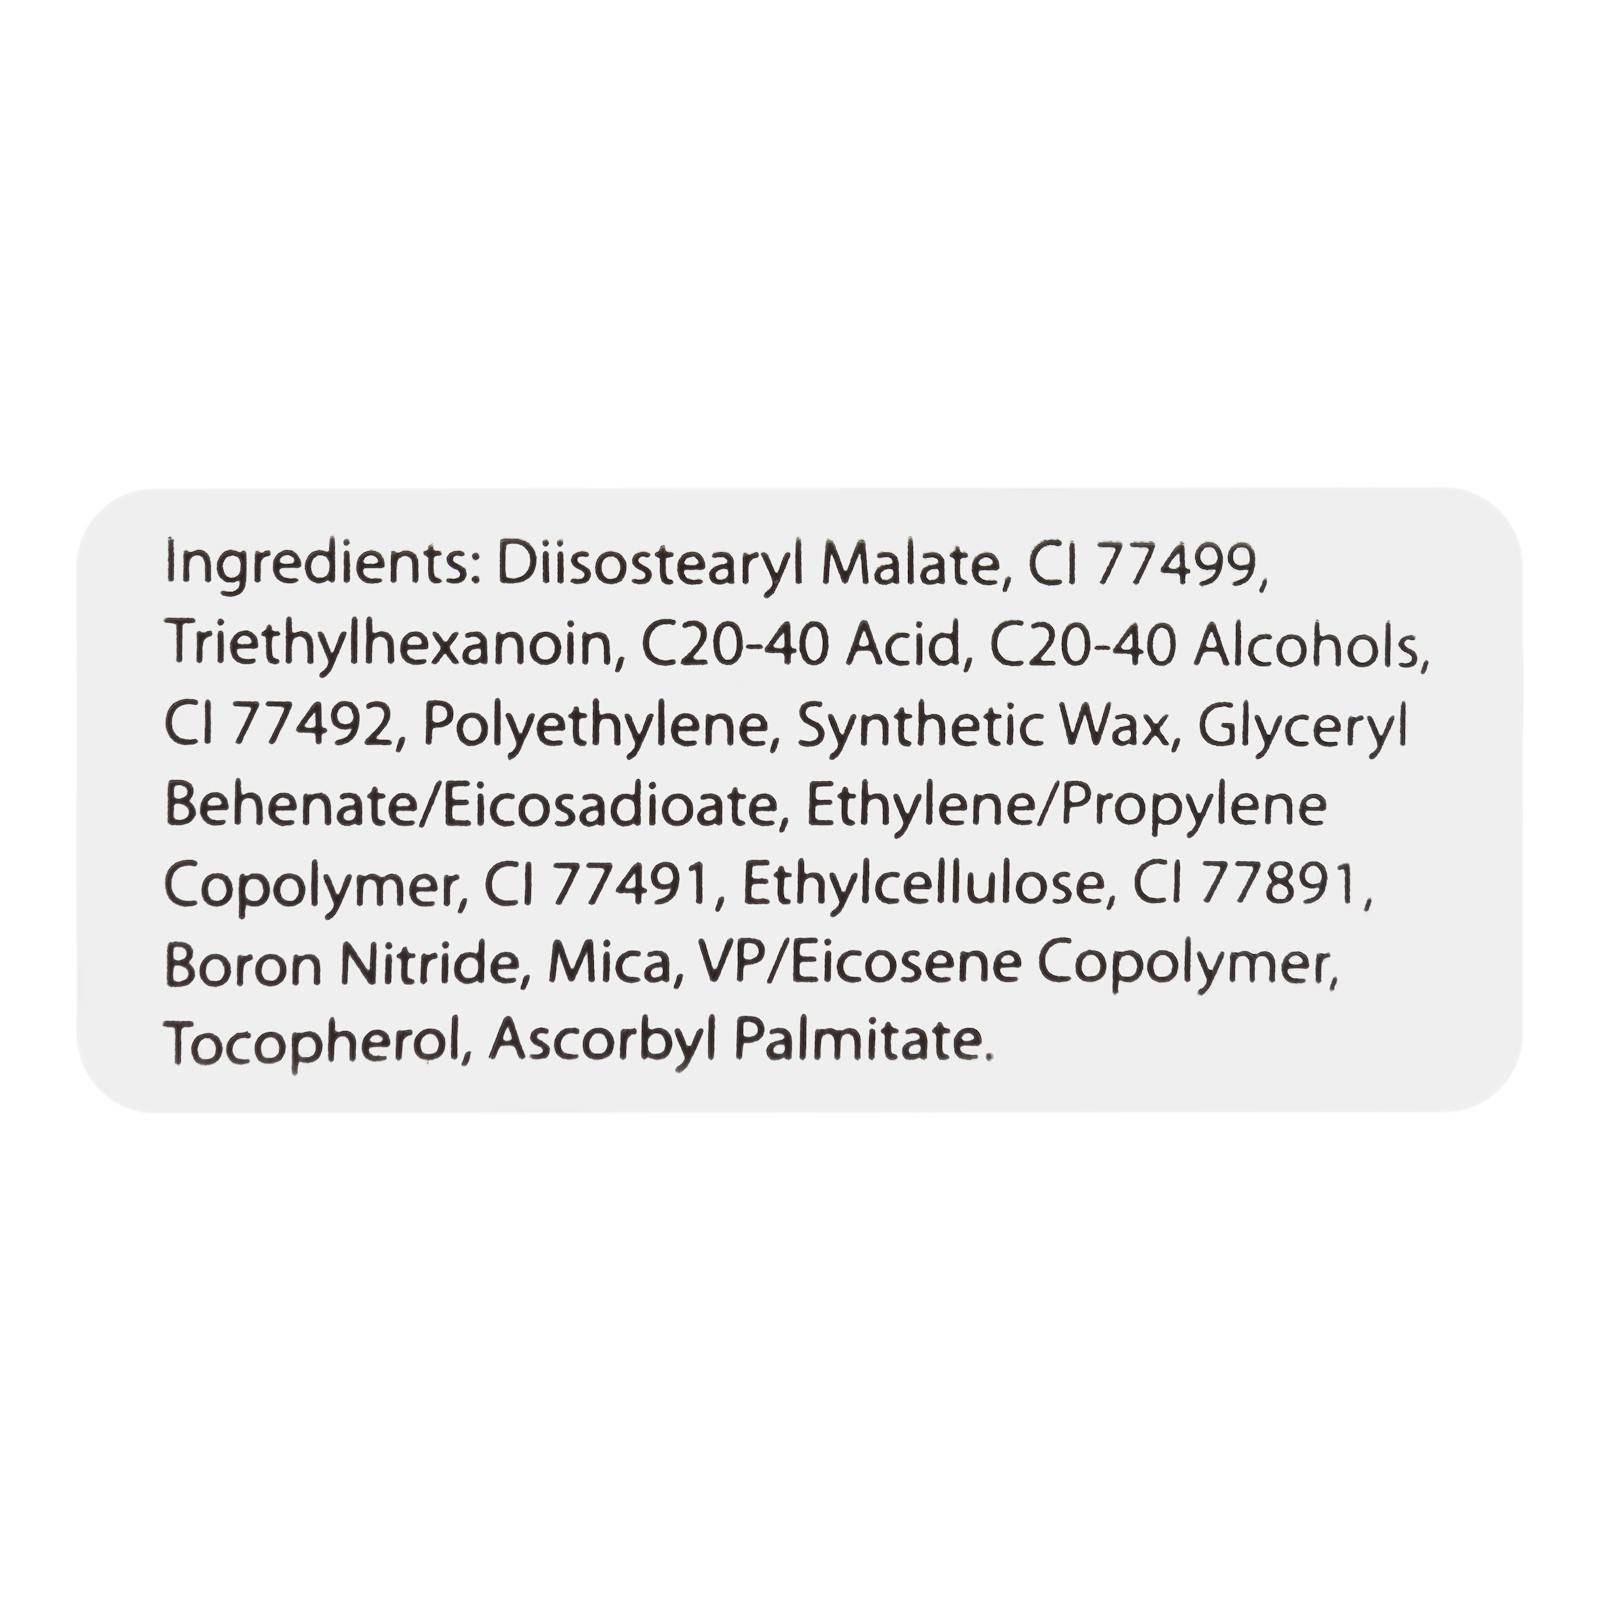 Ingredients: Diisostearyl Malate, CI 77499,
Triethylhexanoin, C20-40 Acid, C20-40 Alcohols,
CI 77492, Polyethylene, Synthetic Wax, Glyceryl
Behenate/Eicosadioate, Ethylene/Propylene
Copolymer, CI 77491, Ethylcellulose, CI 77891,
Boron Nitride, Mica, VP/Eicosene Copolymer,
Tocopherol, Ascorbyl Palmitate.